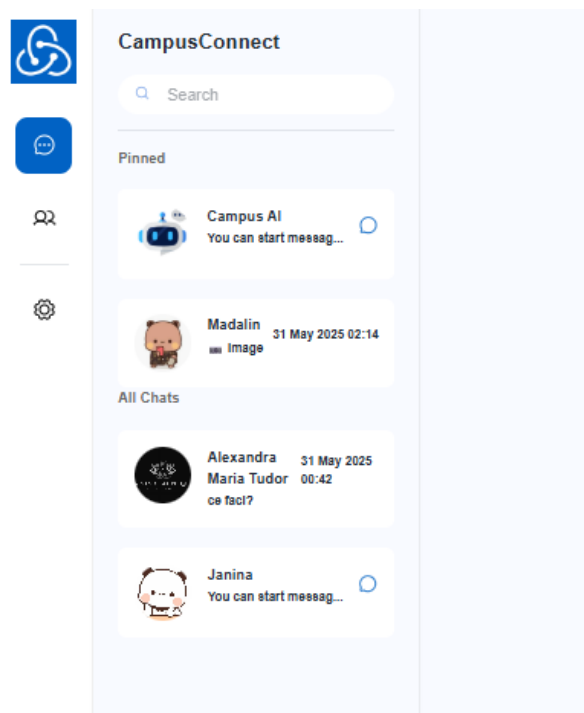 CampusConnect
Search
Pinned
Campus AI
You can start messag...
Madalin
31 May 2025 02:14
Image
All Chats
Alexandra
Maria Tudor
31 May 2025
00:42
ce faci?
Janina
You can start messag...